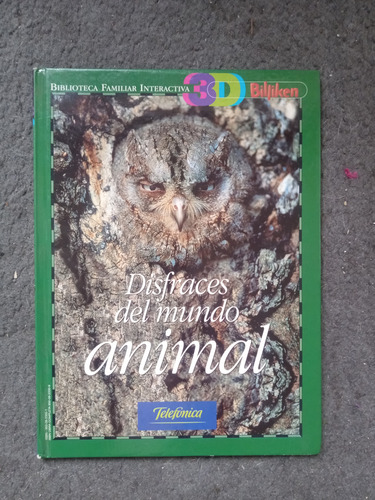 BIBLIOTECA FAMILIAR INTERACTIVA 3D Billiken
Disfraces
del mundo
animal
Telefónica